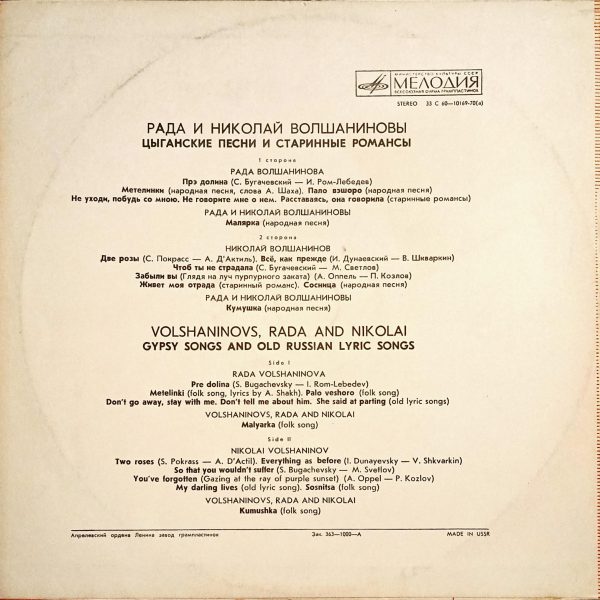 МИНИСТЕРСТВО КУЛЬТУРЫ СССР
МЕЛОДИЯ
ВСЕСОЮЗНАЯ ФИРМА ГРАМПЛАСТИНОК
STEREO 33 С 60—10169-70(а)
РАДА И НИКОЛАЙ ВОЛШАНИНОВЫ
ЦЫГАНСКИЕ ПЕСНИ И СТАРИННЫЕ РОМАНСЫ
1 сторона
РАДА ВОЛШАНИНОВА
Прэ долина (С. Бугачевский — И. Ром-Лебедев)
Метелинки (народная песня, слова А. Шаха). Пало вэшоро (народная песня)
Не уходи, побудь со мною. Не говорите мне о нем. Расставаясь, она говорила (старинные романсы)
РАДА И НИКОЛАЙ ВОЛШАНИНОВЫ
Малярка (народная песня)
2 сторона
НИКОЛАЙ ВОЛШАНИНОВ
Две розы (С. Покрасс — А. Д'Актиль). Всё, как прежде (И. Дунаевский — В. Шкваркин)
Чтоб ты не страдала (С. Бугачевский — М. Светлов)
Забыли вы (Глядя на луч пурпурного заката) (А. Оппель — П. Козлов)
Живет моя отрада (старинный романс). Сосница (народная песня)
РАДА И НИКОЛАЙ ВОЛШАНИНОВЫ
Кумушка (народная песня)
VOLSHANINOVS, RADA AND NIKOLAI
GYPSY SONGS AND OLD RUSSIAN LYRIC SONGS
Side I
RADA VOLSHANINOVA
Pre dolina (S. Bugachevsky — I. Rom-Lebedev)
Metelinki (folk song, lyrics by A. Shakh). Palo veshoro (folk song)
Don't go away, stay with me. Don't tell me about him. She said at parting (old lyric songs)
VOLSHANINOVS, RADA AND NIKOLAI
Malyarka (folk song)
Side II
NIKOLAI VOLSHANINOV
Two roses (S. Pokrass — A. D'Actil). Everything as before (I. Dunayevsky — V. Shkvarkin)
So that you wouldn't suffer (S. Bugachevsky — M. Svetlov)
You've forgotten (Gazing at the ray of purple sunset) (A. Oppel — P. Kozlov)
My darling lives (old lyric song). Sosnitsa (folk song)
VOLSHANINOVS, RADA AND NIKOLAI
Kumushka (folk song)
Апрелевский ордена Ленина завод грампластинок Зак. 363—1000—А MADE IN USSR